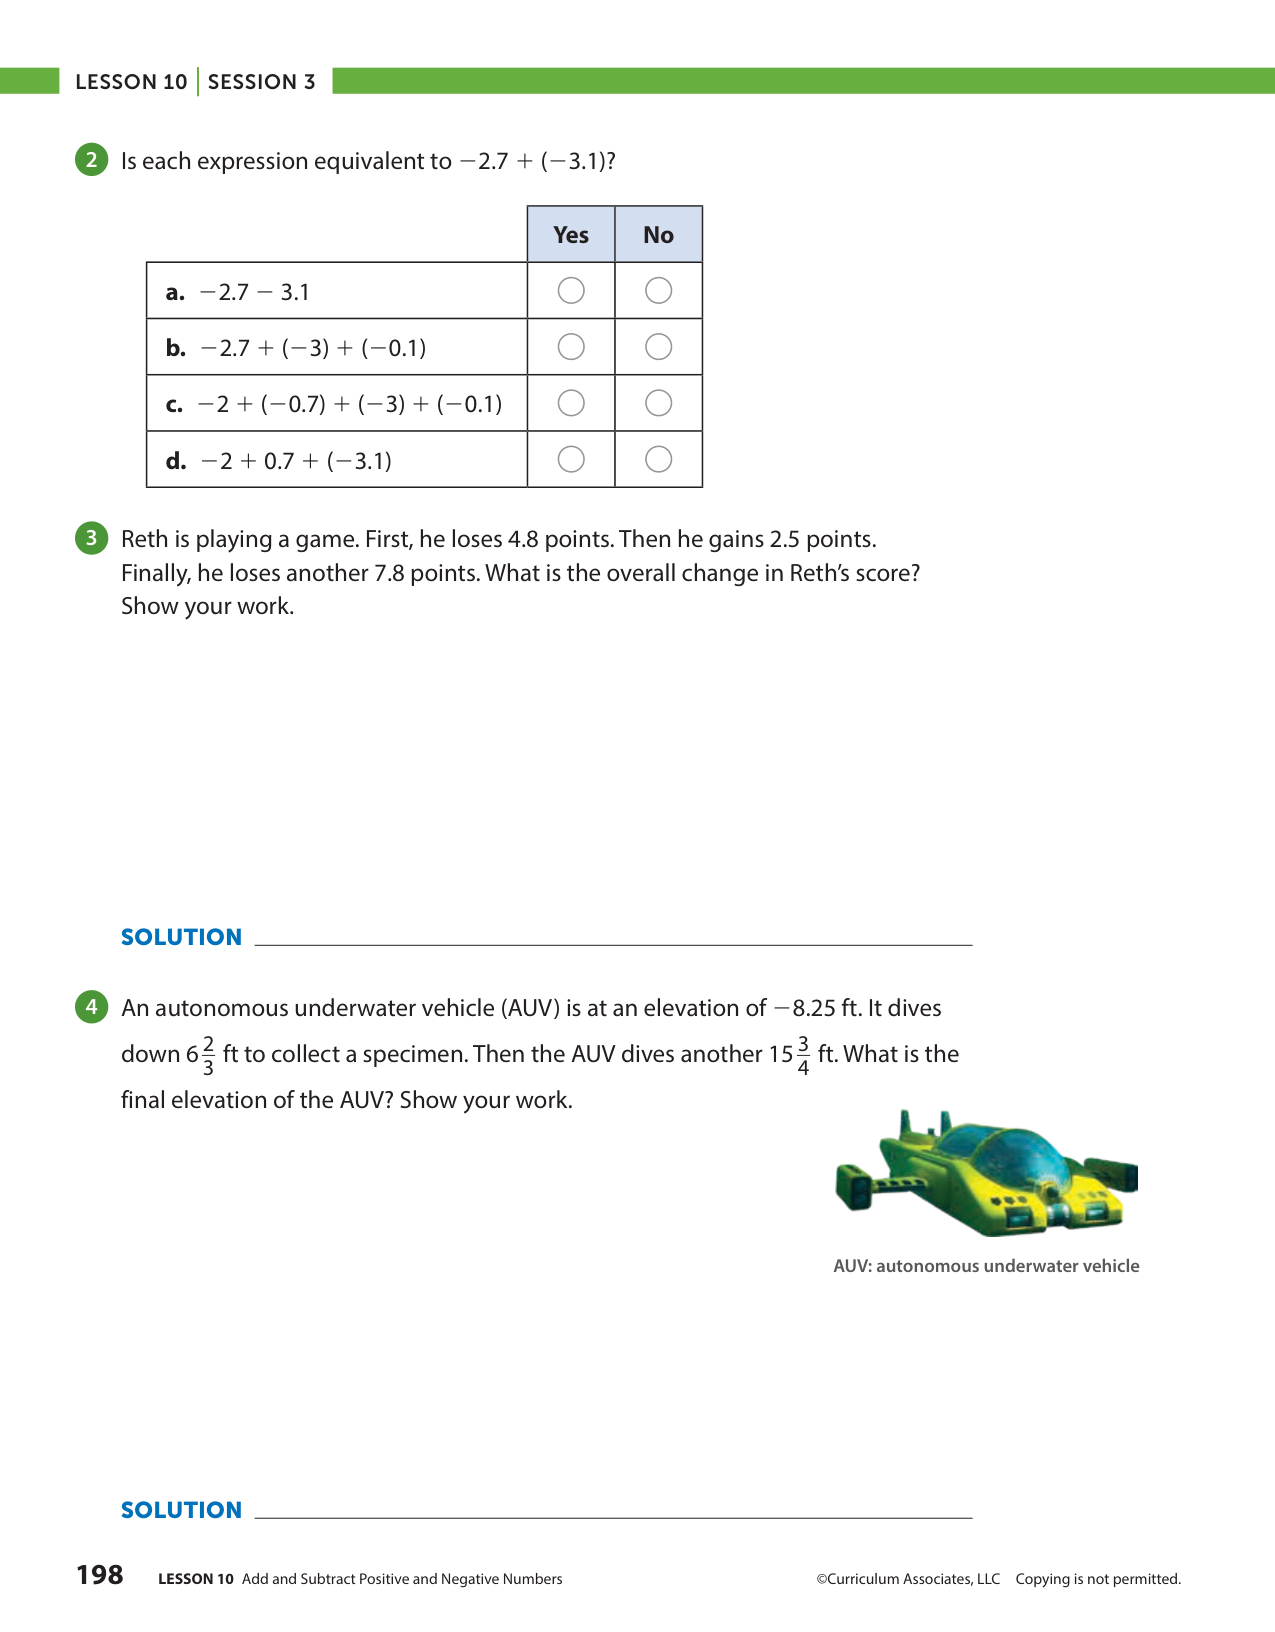 LESSON 10 | SESSION 3
2 Is each expression equivalent to −2.7 + (−3.1)?
Yes No
a. −2.7 − 3.1
b. −2.7 + (−3) + (−0.1)
c. −2 + (−0.7) + (−3) + (−0.1)
d. −2 + 0.7 + (−3.1)
3 Reth is playing a game. First, he loses 4.8 points. Then he gains 2.5 points.
Finally, he loses another 7.8 points. What is the overall change in Reth’s score?
Show your work.
SOLUTION
4 An autonomous underwater vehicle (AUV) is at an elevation of −8.25 ft. It dives
down 6 2/3 ft to collect a specimen. Then the AUV dives another 15 3/4 ft. What is the
final elevation of the AUV? Show your work.
AUV: autonomous underwater vehicle
SOLUTION
198 LESSON 10 Add and Subtract Positive and Negative Numbers ©Curriculum Associates, LLC Copying is not permitted.